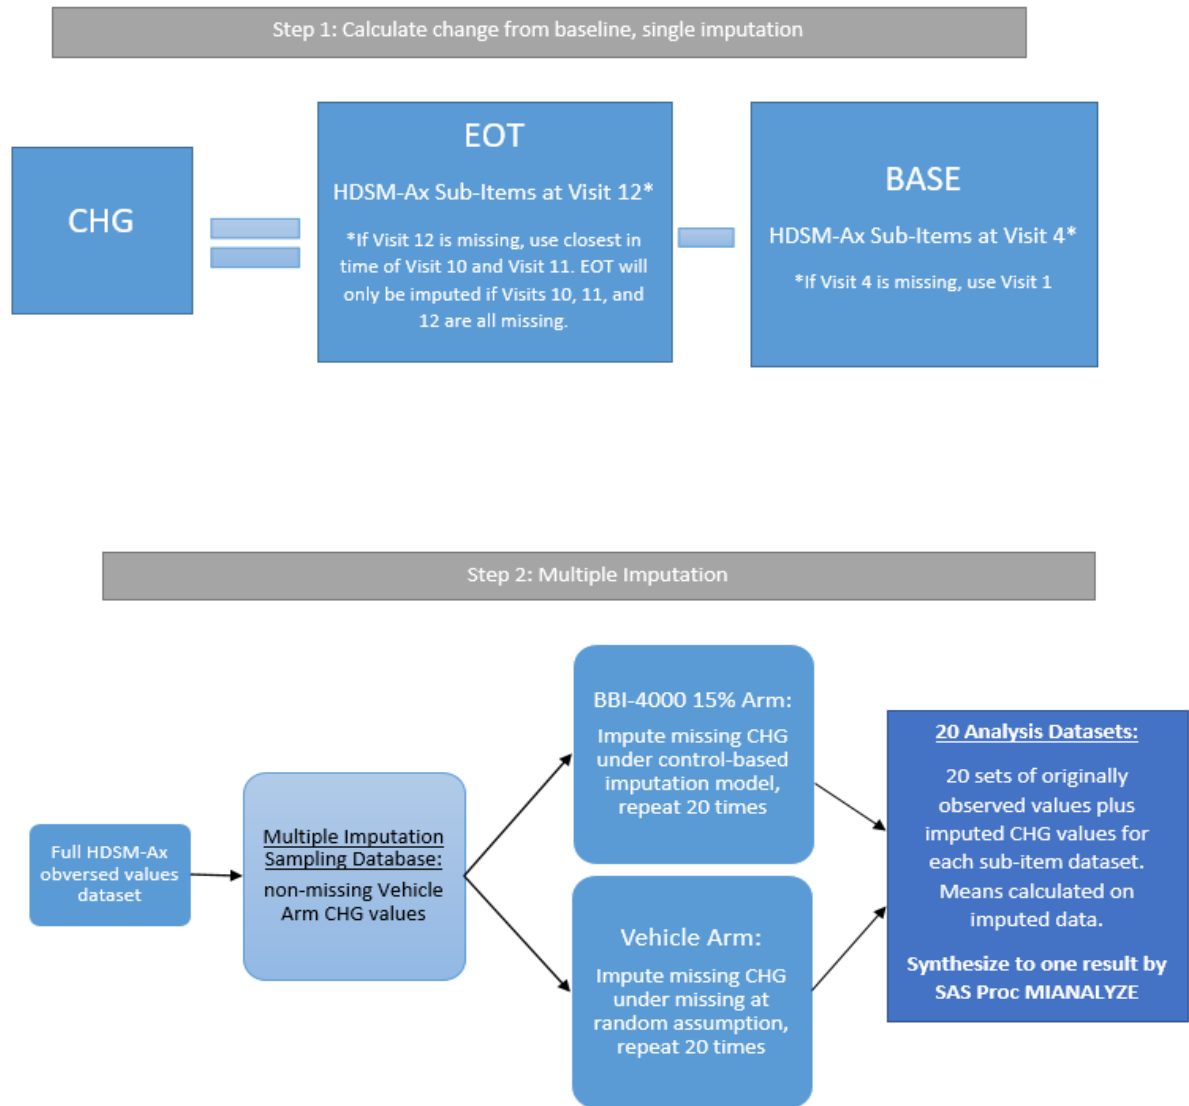 Step 1: Calculate change from baseline, single imputation
CHG
EOT
HDSM-Ax Sub-Items at Visit 12*
*If Visit 12 is missing, use closest in
time of Visit 10 and Visit 11. EOT will
only be imputed if Visits 10, 11, and
12 are all missing.
BASE
HDSM-Ax Sub-Items at Visit 4*
*If Visit 4 is missing, use Visit 1
Step 2: Multiple Imputation
Full HDSM-Ax
obversed values
dataset
Multiple Imputation
Sampling Database:
non-missing Vehicle
Arm CHG values
BBI-4000 15% Arm:
Impute missing CHG
under control-based
imputation model,
repeat 20 times
Vehicle Arm:
Impute missing CHG
under missing at
random assumption,
repeat 20 times
20 Analysis Datasets:
20 sets of originally
observed values plus
imputed CHG values for
each sub-item dataset.
Means calculated on
imputed data.
Synthesize to one result by
SAS Proc MIANALYZE